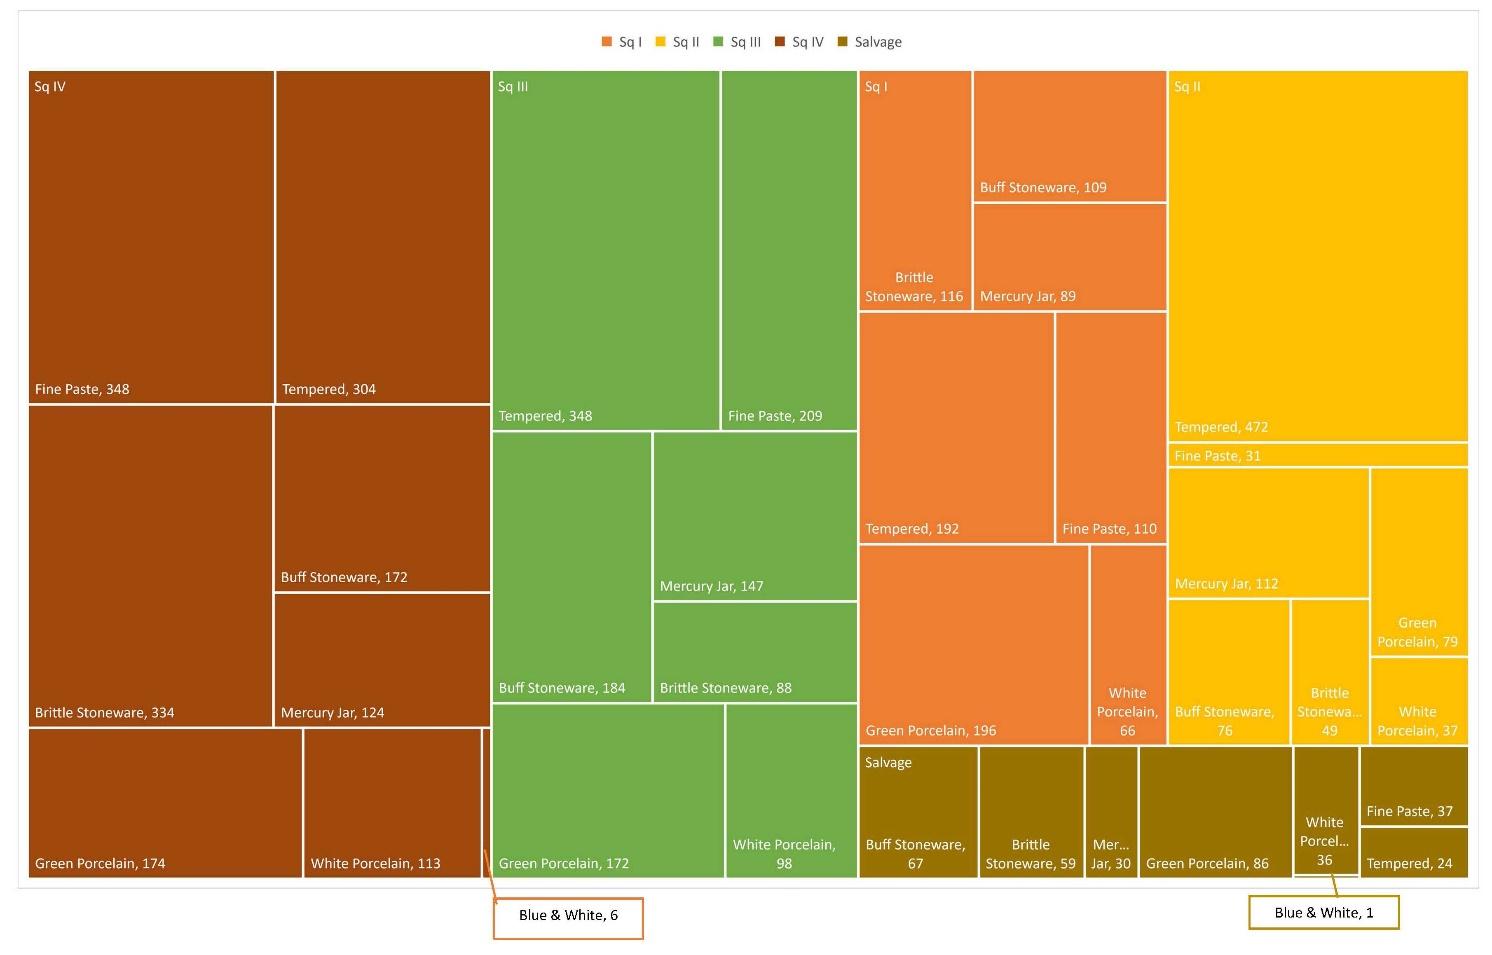 Sq I Sq II Sq III Sq IV Salvage
Sq IV
Fine Paste, 348
Tempered, 304
Brittle Stoneware, 334
Buff Stoneware, 172
Mercury Jar, 124
Green Porcelain, 174
White Porcelain, 113
Blue & White, 6
Sq III
Tempered, 348
Fine Paste, 209
Buff Stoneware, 184
Mercury Jar, 147
Brittle Stoneware, 88
Green Porcelain, 172
White Porcelain,
98
Sq I
Brittle
Stoneware, 116
Buff Stoneware, 109
Mercury Jar, 89
Tempered, 192
Fine Paste, 110
Green Porcelain, 196
White
Porcelain,
66
Sq II
Tempered, 472
Fine Paste, 31
Mercury Jar, 112
Green
Porcelain, 79
Buff Stoneware,
76
Brittle
Stonewa...
49
White
Porcelain, 37
Salvage
Buff Stoneware,
67
Brittle
Stoneware, 59
Mer...
Jar, 30
Green Porcelain, 86
White
Porcel...
36
Fine Paste, 37
Tempered, 24
Blue & White, 1